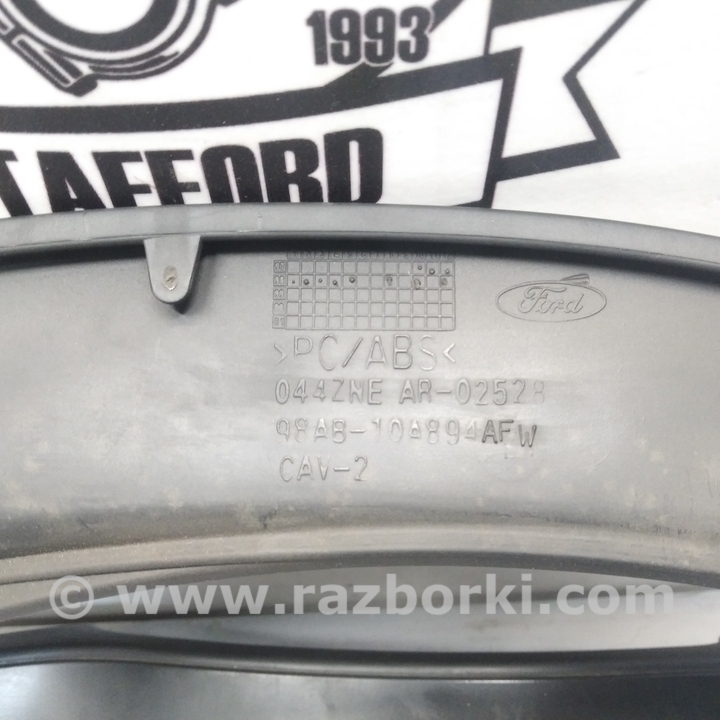 1993
TAFFORD
Ford
>PC/ABS<
044ZNE AR-02528
98AB-10A894AFW
CAV-2
© www.razborki.com